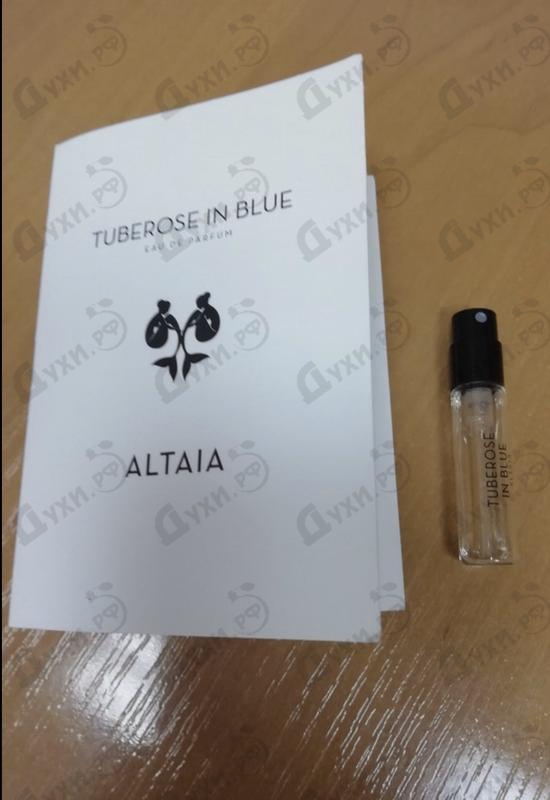 TUBEROSE IN BLUE
EAU DE PARFUM
ALTAIA
TUBEROSE
IN BLUE
Духи.рф